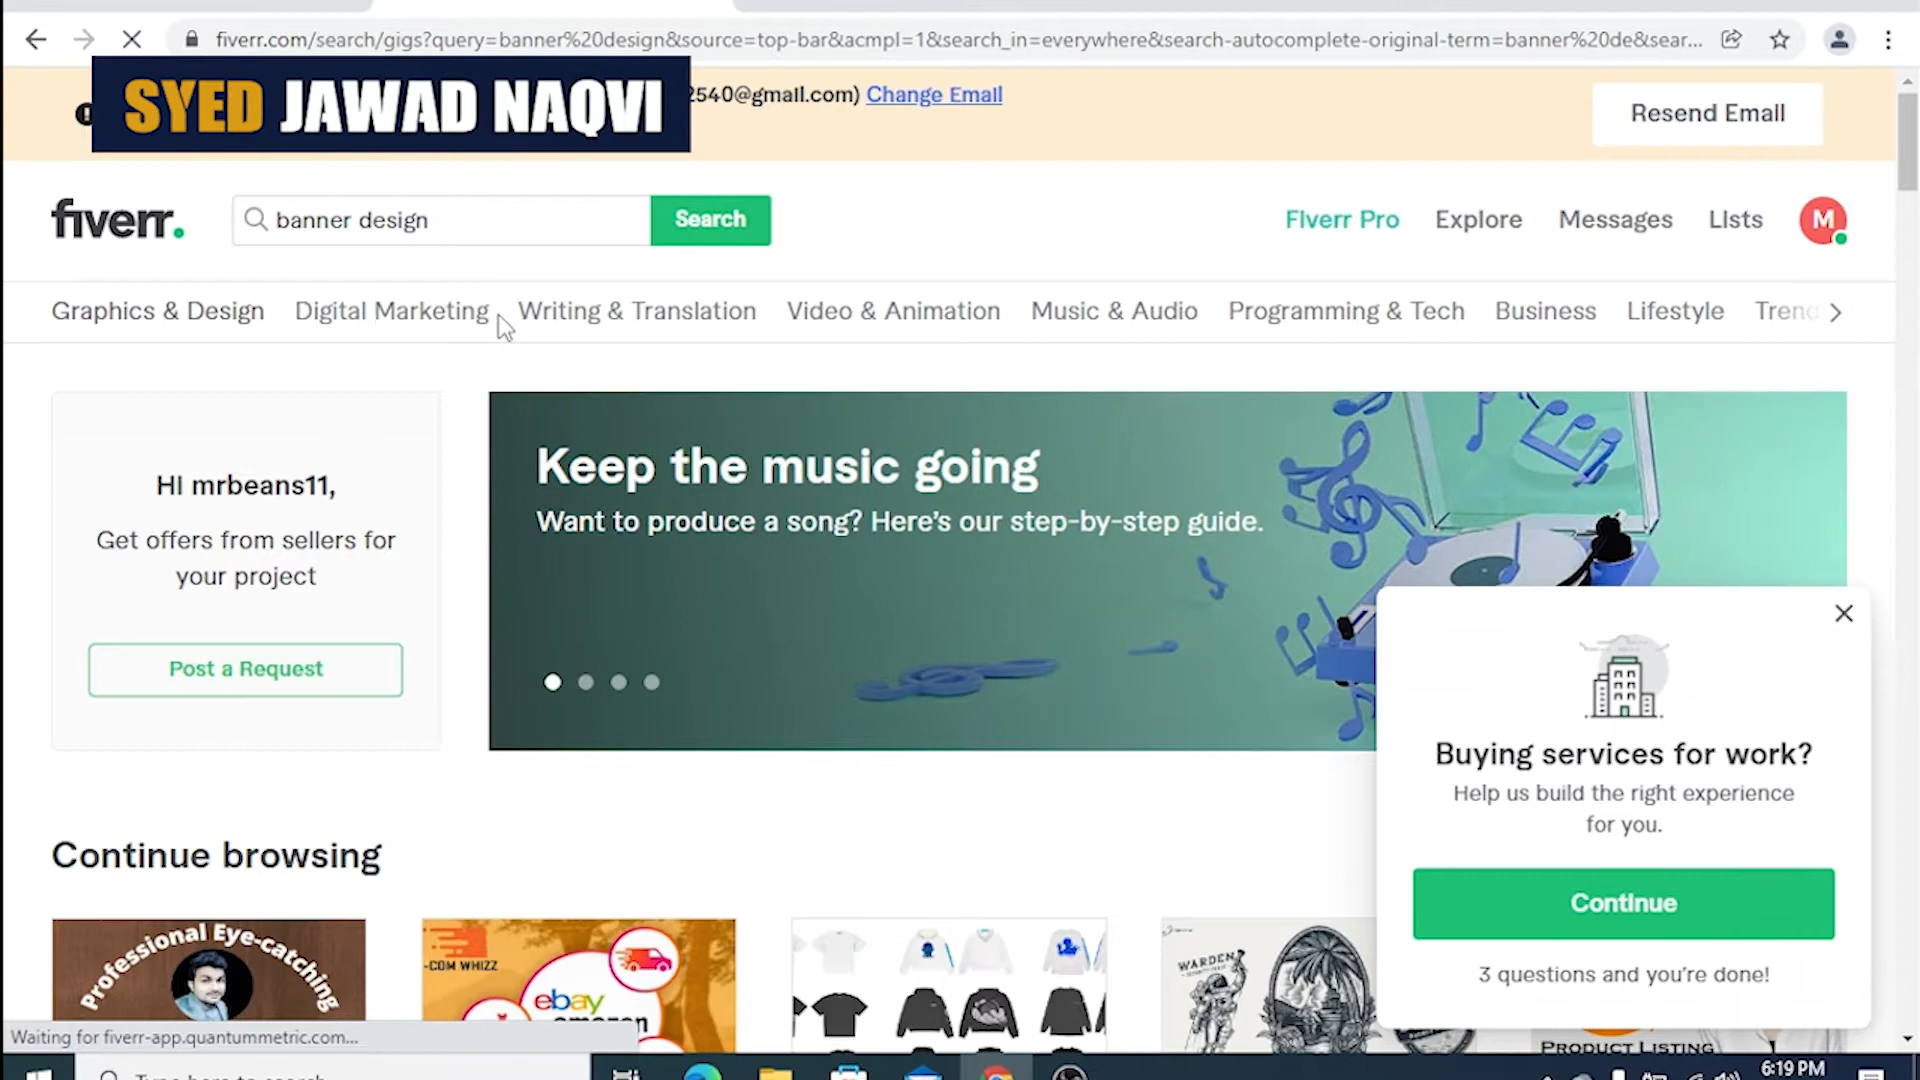 fiverr.com/search/gigs?query=banner%20design&source=top-bar&acmpl=1&search_in=everywhere&search-autocomplete-original-term=banner%20de&sear...
SYED JAWAD NAQVI
2540@gmail.com) Change Email
Resend Email
fiverr.
banner design
Search
Fiverr Pro
Explore
Messages
Lists
M
Graphics & Design
Digital Marketing
Writing & Translation
Video & Animation
Music & Audio
Programming & Tech
Business
Lifestyle
Trend
Hi mrbeans11,
Get offers from sellers for
your project
Post a Request
Keep the music going
Want to produce a song? Here's our step-by-step guide.
Buying services for work?
Help us build the right experience
for you.
Continue
3 questions and you're done!
Continue browsing
Professional Eye-catching
-COM WHIZZ
ebay
amazon
WARDEN
PRODUCT LISTING
Waiting for fiverr-app.quantummetric.com...
Type here to search
6:19 PM